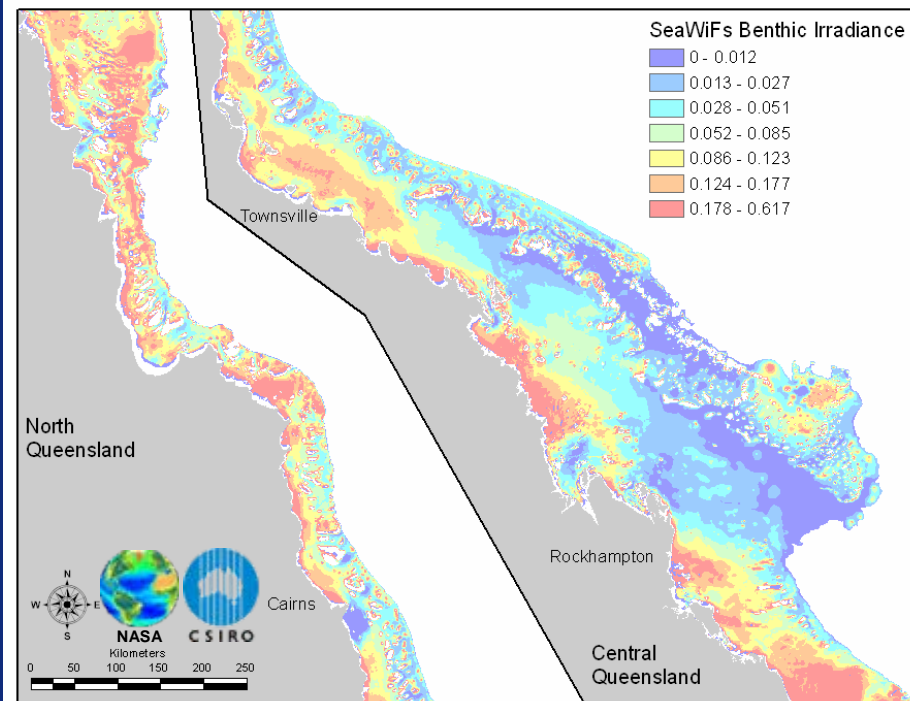 SeaWiFs Benthic Irradiance
0 - 0.012
0.013 - 0.027
0.028 - 0.051
0.052 - 0.085
0.086 - 0.123
0.124 - 0.177
0.178 - 0.617
Townsville
North
Queensland
Rockhampton
Cairns
N
W E
S
NASA
CSIRO
Kilometers
0 50 100 150 200 250
Central
Queensland